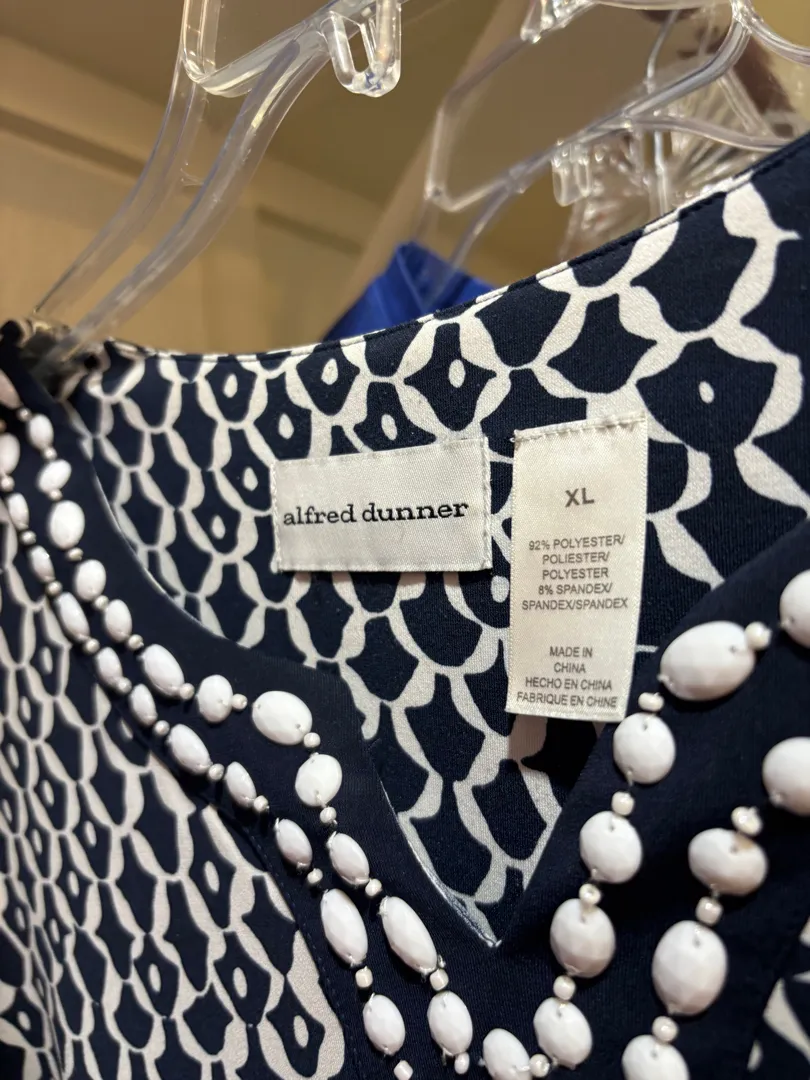 alfred dunner
XL
92% POLYESTER/
POLIESTER/
POLYESTER
8% SPANDEX/
SPANDEX/SPANDEX
MADE IN
CHINA
HECHO EN CHINA
FABRIQUE EN CHINE